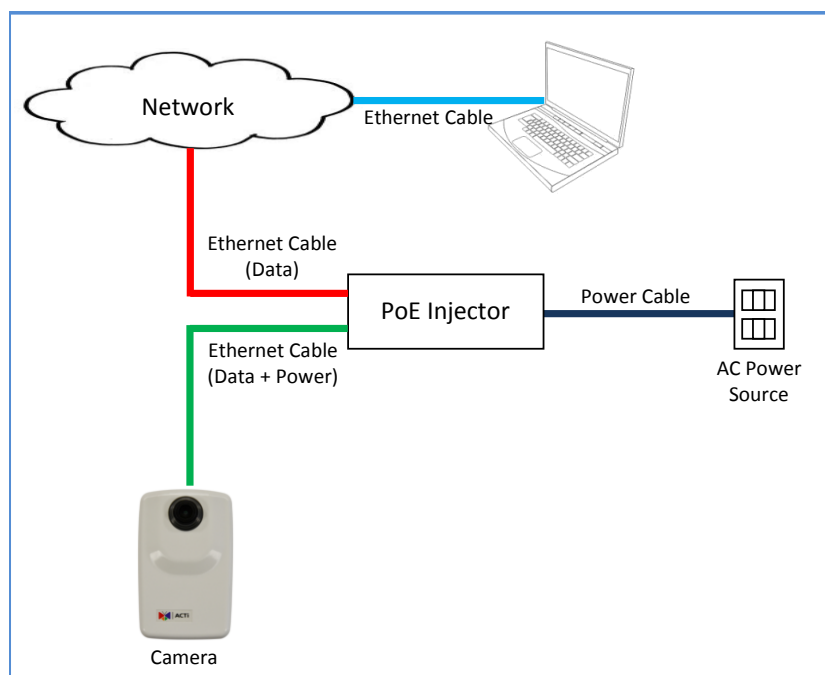 Network
Ethernet Cable
Ethernet Cable
(Data)
PoE Injector
Power Cable
Ethernet Cable
(Data + Power)
AC Power
Source
ACTi
Camera